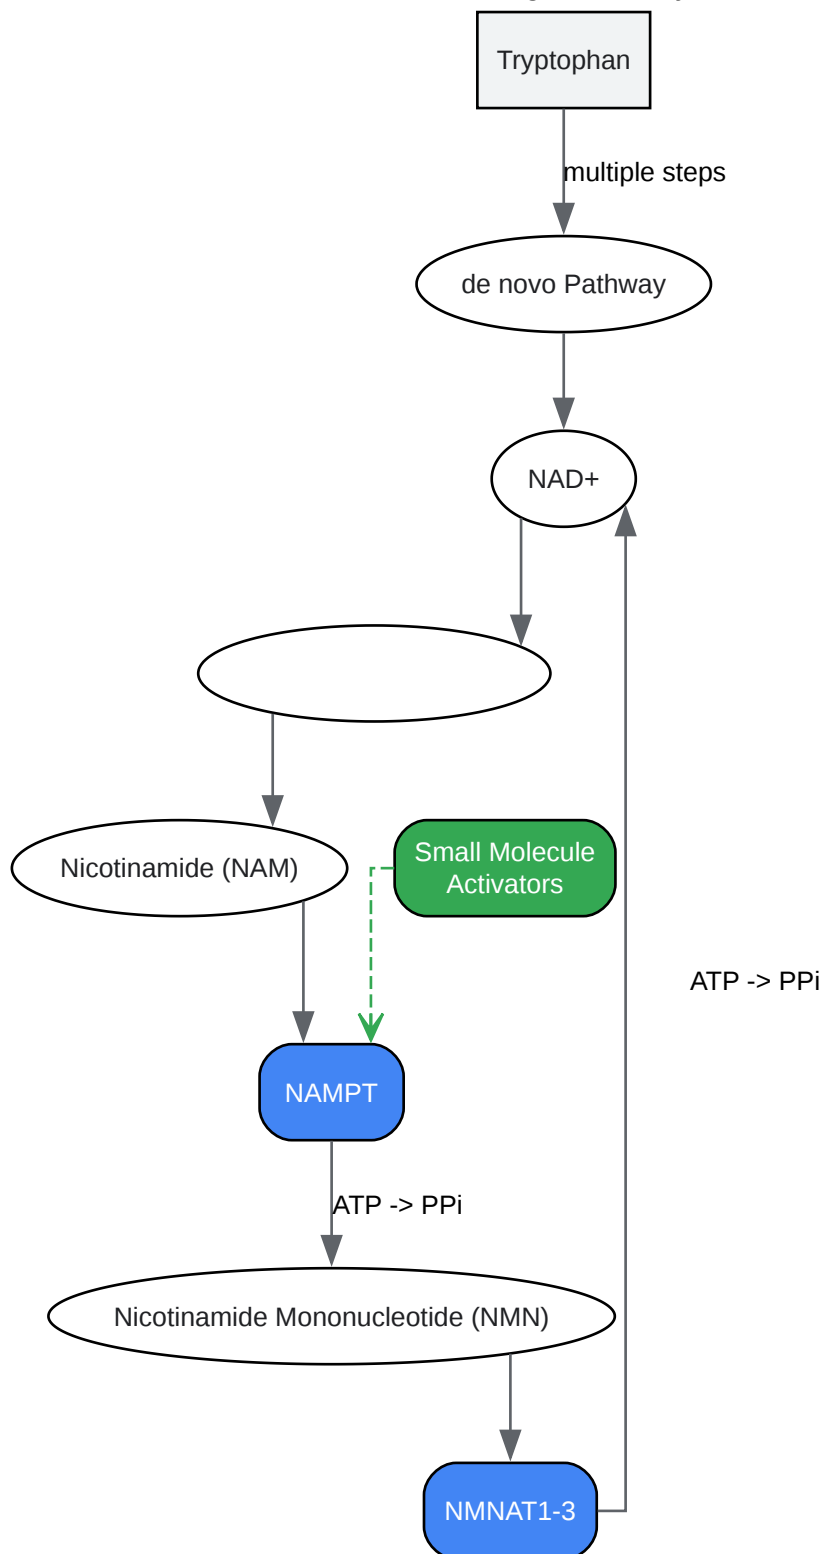 Tryptophan
multiple steps
de novo Pathway
NAD+
Nicotinamide (NAM)
Small Molecule
Activators
ATP -> PPi
NAMPT
ATP -> PPi
Nicotinamide Mononucleotide (NMN)
NMNAT1-3